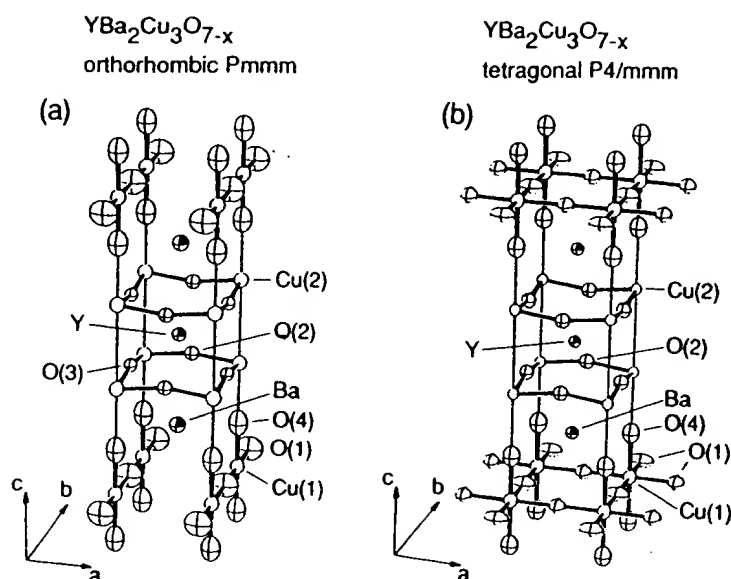 YBa2Cu3O7-x
orthorhombic Pmmm
(a)
Cu(2)
Y
O(2)
O(3)
Ba
O(4)
O(1)
Cu(1)
c
b
a
YBa2Cu3O7-x
tetragonal P4/mmm
(b)
Cu(2)
Y
O(2)
Ba
O(4)
O(1)
Cu(1)
c
b
a